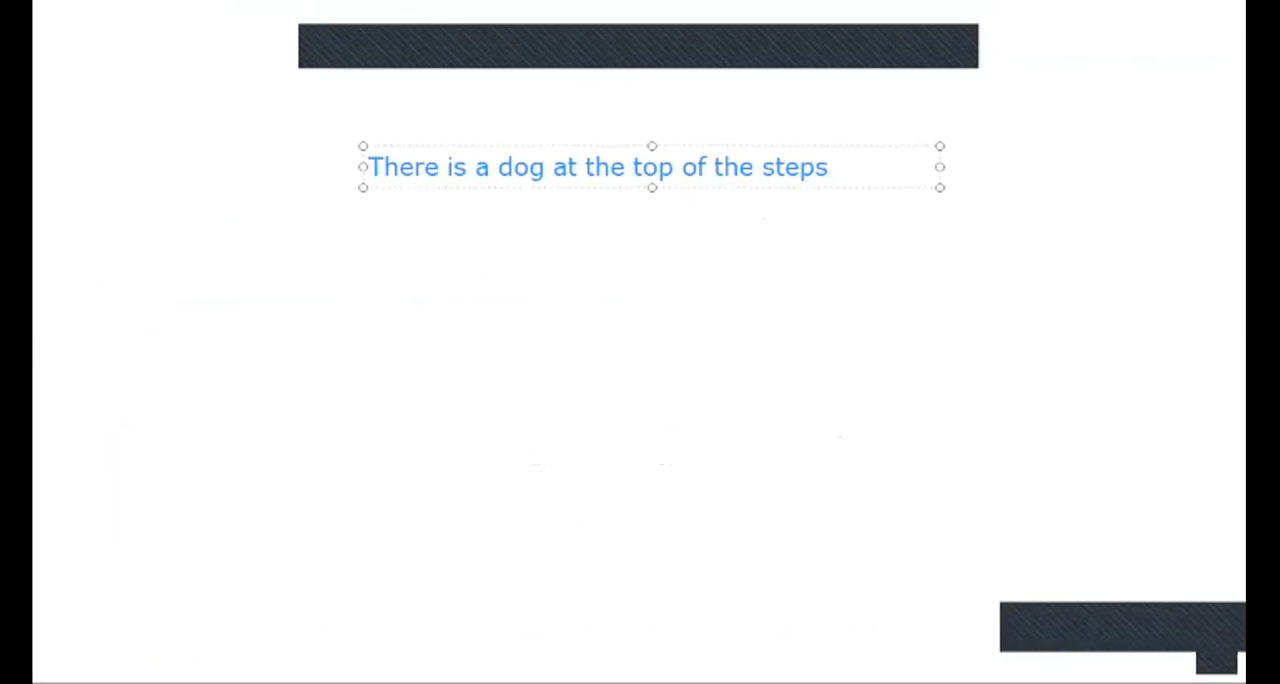 There is a dog at the top of the steps